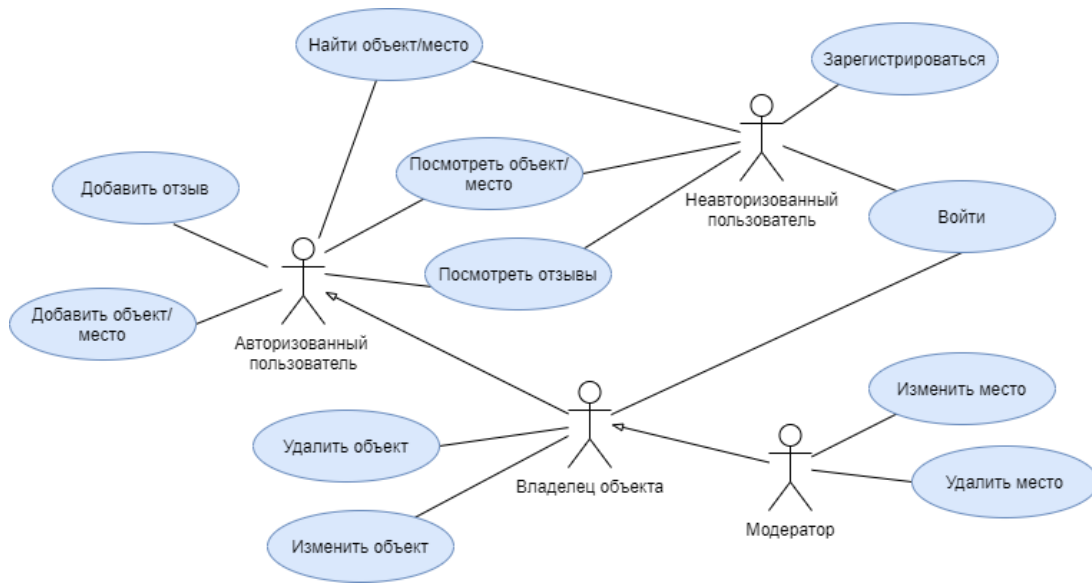 Найти объект/место
Зарегистрироваться
Посмотреть объект/
место
Добавить отзыв
Неавторизованный
пользователь
Войти
Посмотреть отзывы
Добавить объект/
место
Авторизованный
пользователь
Изменить место
Удалить объект
Владелец объекта
Удалить место
Модератор
Изменить объект